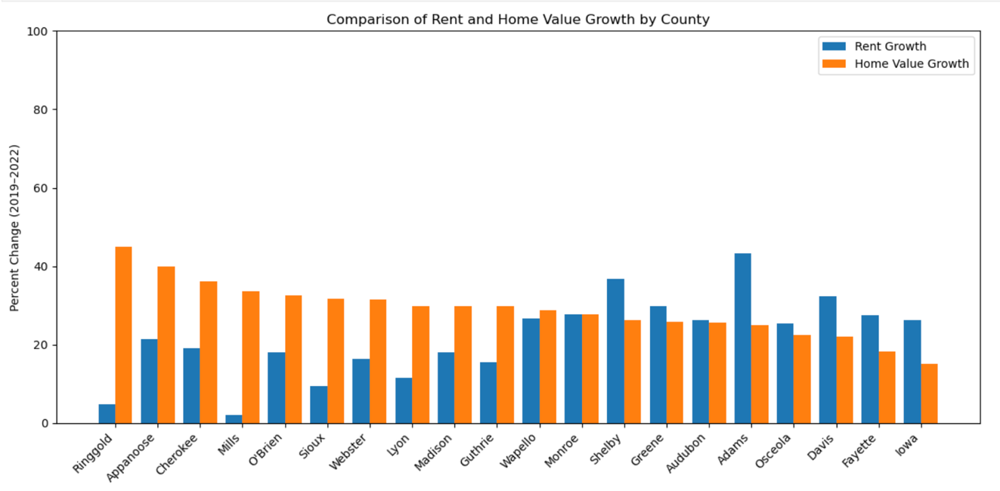 Comparison of Rent and Home Value Growth by County
Rent Growth
Home Value Growth
Percent Change (2019–2022)
100
80
60
40
20
0
Ringgold
Appanoose
Cherokee
Mills
O'Brien
Sioux
Webster
Lyon
Madison
Guthrie
Wapello
Monroe
Shelby
Greene
Audubon
Adams
Osceola
Davis
Fayette
Iowa